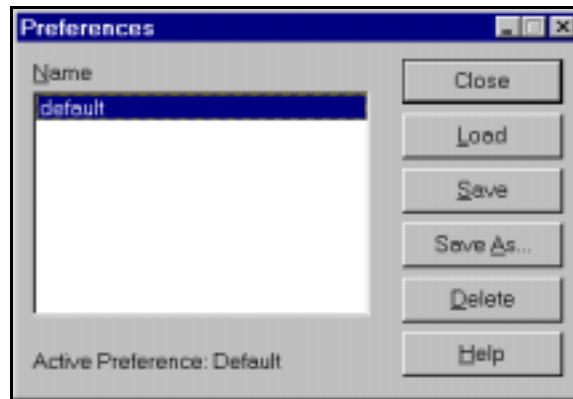 Preferences
Name
default
Close
Load
Save
Save As...
Delete
Help
Active Preference: Default